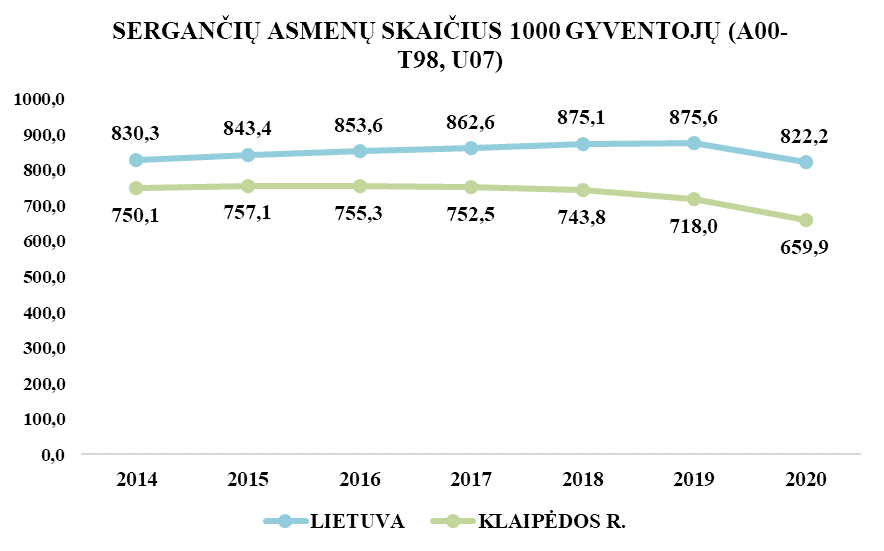 SERGANČIŲ ASMENŲ SKAIČIUS 1000 GYVENTOJŲ (A00-
T98, U07)
1000,0
900,0
800,0
700,0
600,0
500,0
400,0
300,0
200,0
100,0
0,0
830,3 843,4 853,6 862,6 875,1 875,6 822,2
750,1 757,1 755,3 752,5 743,8 718,0 659,9
2014 2015 2016 2017 2018 2019 2020
LIETUVA KLAIPĖDOS R.